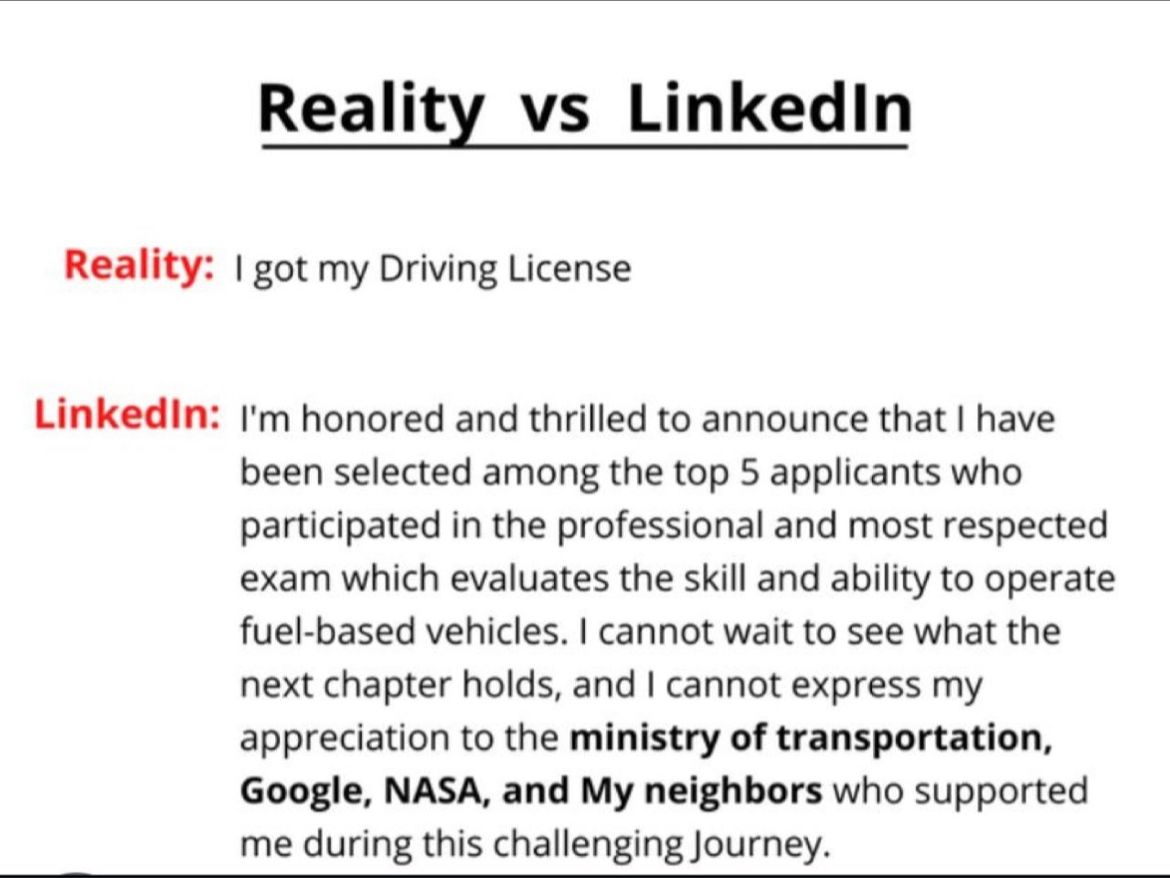 Reality vs LinkedIn
Reality: I got my Driving License
LinkedIn: I'm honored and thrilled to announce that I have
been selected among the top 5 applicants who
participated in the professional and most respected
exam which evaluates the skill and ability to operate
fuel-based vehicles. I cannot wait to see what the
next chapter holds, and I cannot express my
appreciation to the ministry of transportation,
Google, NASA, and My neighbors who supported
me during this challenging Journey.